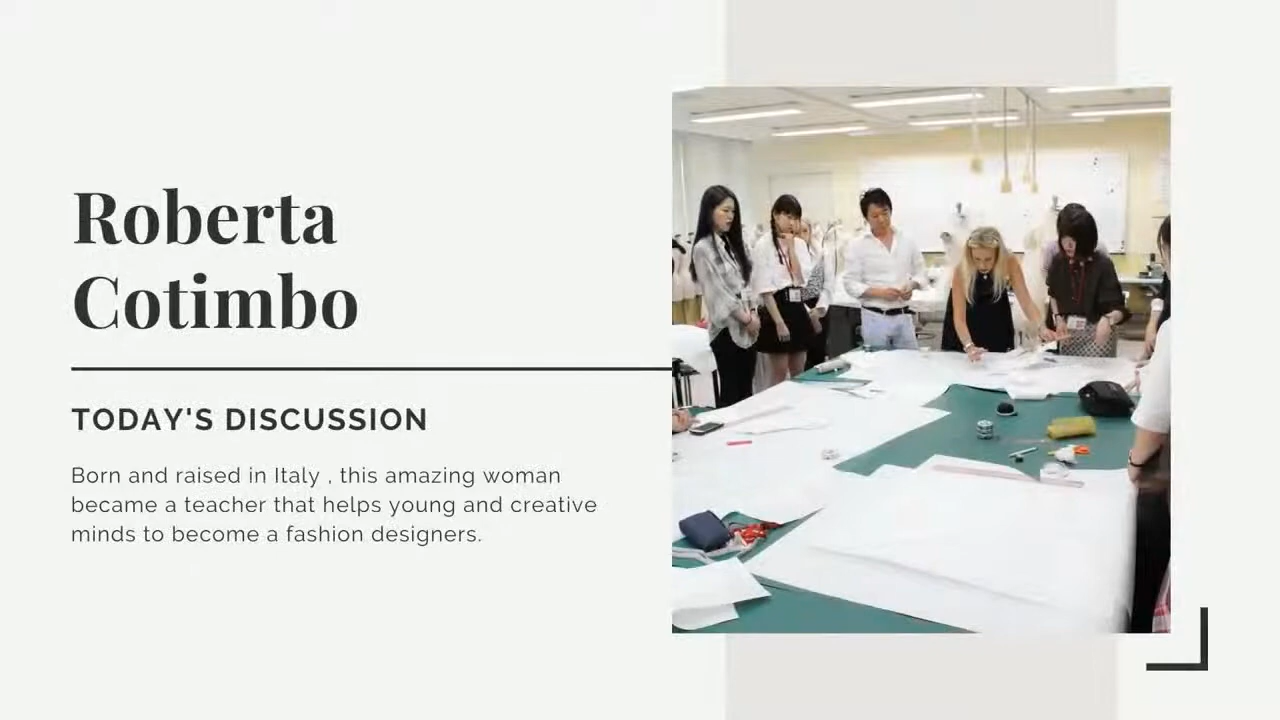 Roberta
Cotimbo
TODAY'S DISCUSSION
Born and raised in Italy , this amazing woman
became a teacher that helps young and creative
minds to become a fashion designers.